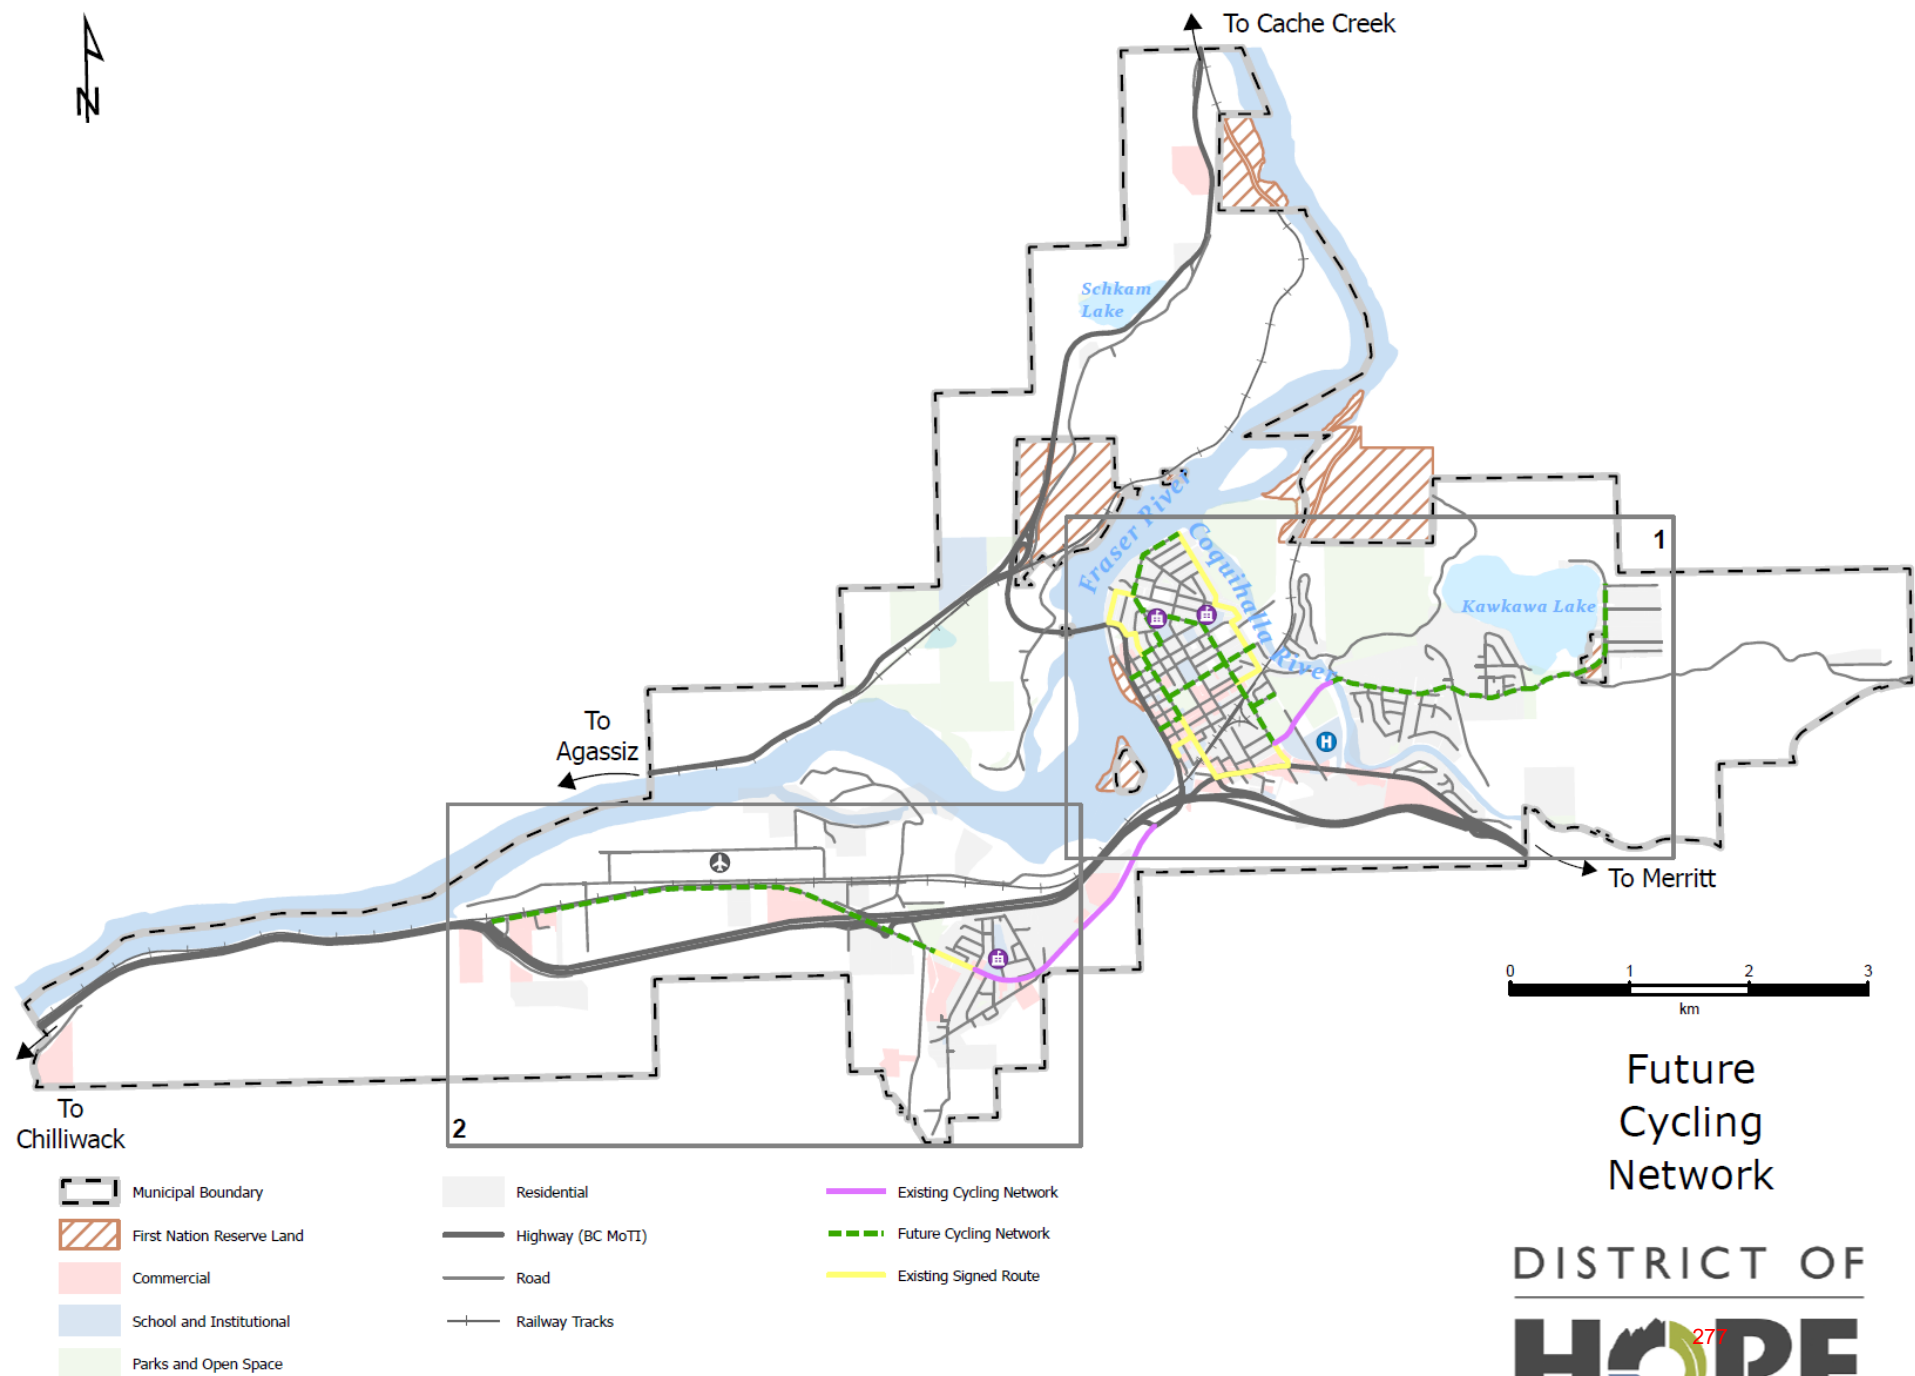 To Cache Creek
N
Schkam
Lake
Fraser River
Coquihalla River
1
Kawkawa Lake
To
Agassiz
H
To Merritt
0 1 2 3
km
2
To
Chilliwack
Future
Cycling
Network
Municipal Boundary
First Nation Reserve Land
Commercial
School and Institutional
Parks and Open Space
Residential
Highway (BC MoTI)
Road
Railway Tracks
Existing Cycling Network
Future Cycling Network
Existing Signed Route
DISTRICT OF
HOPE
277